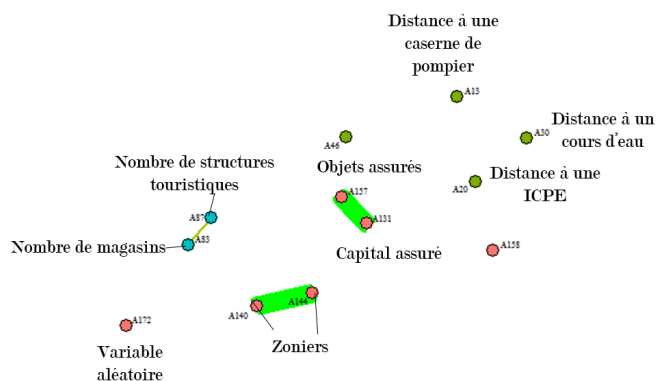 Distance à une
caserne de
pompier
A13
A30
Distance à un
cours d'eau
A46
Objets assurés
A20
Distance à une
ICPE
Nombre de structures
touristiques
A157
A87
A131
Nombre de magasins
A83
Capital assuré
A158
A144
A140
A172
Zoniers
Variable
aléatoire